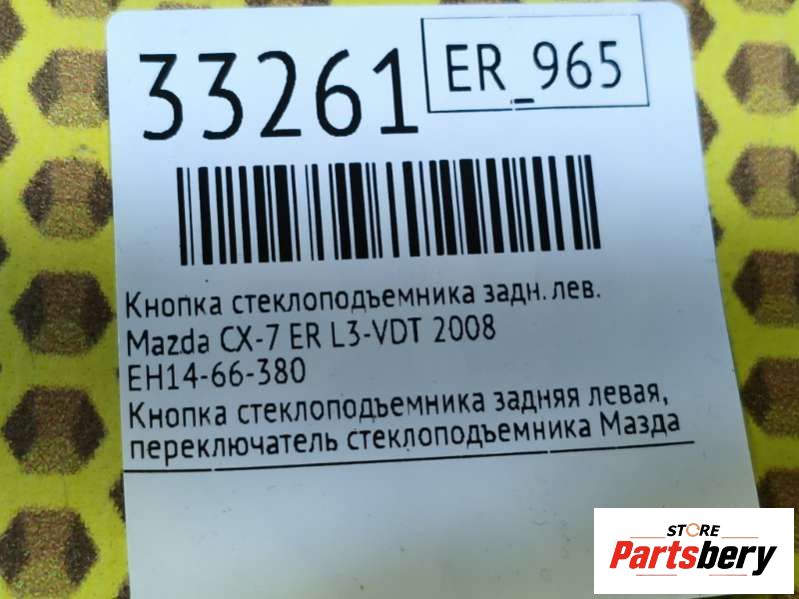 33261
ER_965
Кнопка стеклоподъемника задн. лев.
Mazda CX-7 ER L3-VDT 2008
EH14-66-380
Кнопка стеклоподъемника задняя левая,
переключатель стеклоподъемника Мазда
STORE
Partsbery